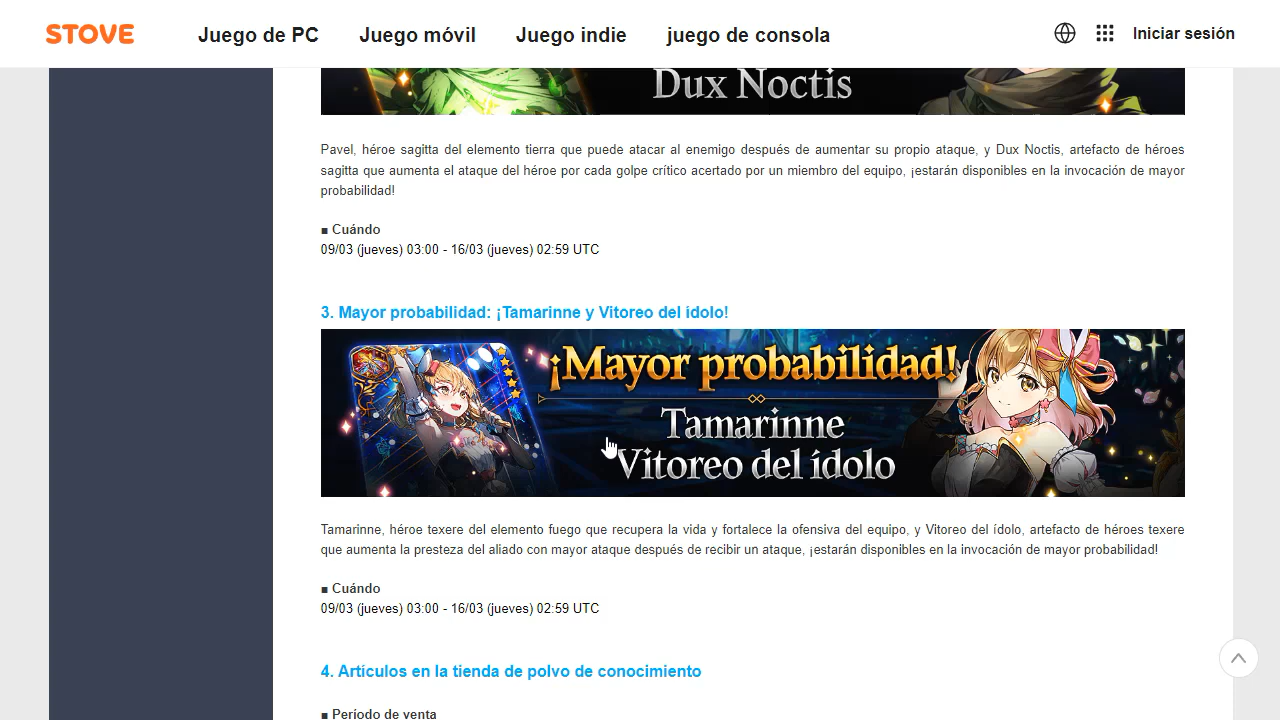 STOVE
Juego de PC
Juego móvil
Juego indie
juego de consola
Iniciar sesión
Dux Noctis
Pavel, héroe sagitta del elemento tierra que puede atacar al enemigo después de aumentar su propio ataque, y Dux Noctis, artefacto de héroes
sagitta que aumenta el ataque del héroe por cada golpe crítico acertado por un miembro del equipo, ¡estarán disponibles en la invocación de mayor
probabilidad!
■ Cuándo
09/03 (jueves) 03:00 - 16/03 (jueves) 02:59 UTC
3. Mayor probabilidad: ¡Tamarinne y Vitoreo del ídolo!
¡Mayor probabilidad!
Tamarinne
Vitoreo del ídolo
Tamarinne, héroe texere del elemento fuego que recupera la vida y fortalece la ofensiva del equipo, y Vitoreo del ídolo, artefacto de héroes texere
que aumenta la presteza del aliado con mayor ataque después de recibir un ataque, ¡estarán disponibles en la invocación de mayor probabilidad!
■ Cuándo
09/03 (jueves) 03:00 - 16/03 (jueves) 02:59 UTC
4. Artículos en la tienda de polvo de conocimiento
■ Período de venta